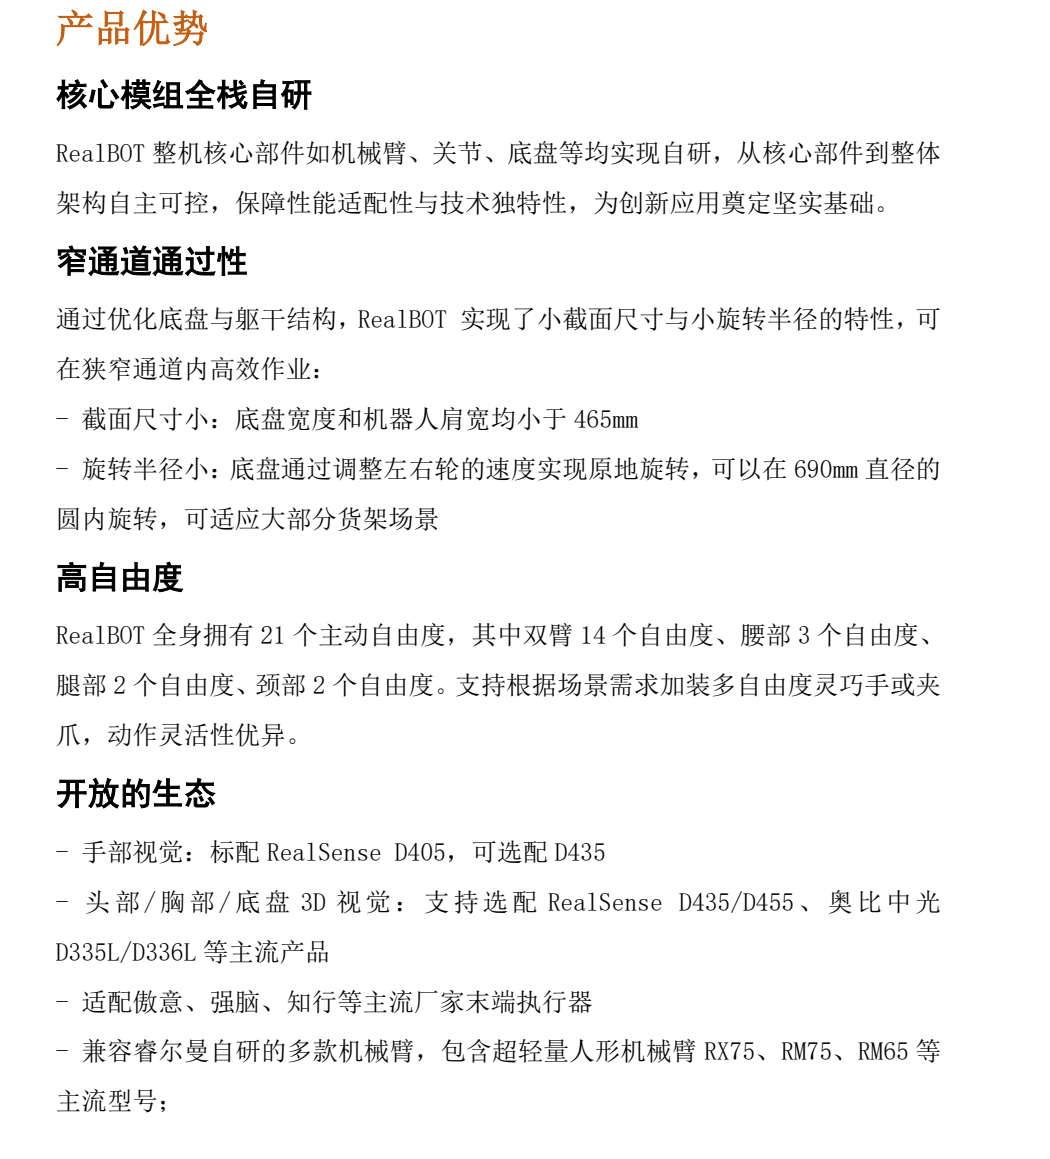 产品优势
核心模组全栈自研
RealBOT 整机核心部件如机械臂、关节、底盘等均实现自研，从核心部件到整体
架构自主可控，保障性能适配性与技术独特性，为创新应用奠定坚实基础。
窄通道通过性
通过优化底盘与躯干结构，RealBOT 实现了小截面尺寸与小旋转半径的特性，可
在狭窄通道内高效作业：
- 截面尺寸小：底盘宽度和机器人肩宽均小于 465mm
- 旋转半径小：底盘通过调整左右轮的速度实现原地旋转，可以在 690mm 直径的
圆内旋转，可适应大部分货架场景
高自由度
RealBOT 全身拥有 21 个主动自由度，其中双臂 14 个自由度、腰部 3 个自由度、
腿部 2 个自由度、颈部 2 个自由度。支持根据场景需求加装多自由度灵巧手或夹
爪，动作灵活性优异。
开放的生态
- 手部视觉：标配 RealSense D405，可选配 D435
- 头部/胸部/底盘 3D 视觉：支持选配 RealSense D435/D455、奥比中光
D335L/D336L 等主流产品
- 适配傲意、强脑、知行等主流厂家末端执行器
- 兼容睿尔曼自研的多款机械臂，包含超轻量人形机械臂 RX75、RM75、RM65 等
主流型号；